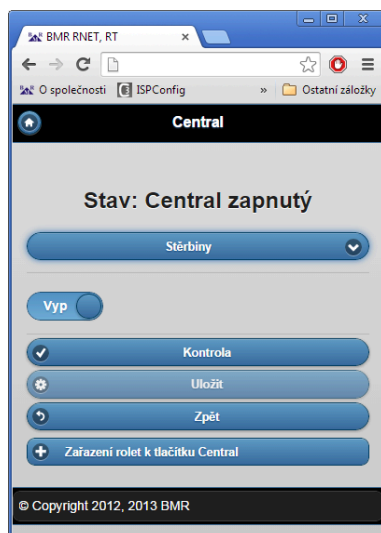 BMR RNET, RT
O společnosti ISPConfig » Ostatní záložky
Central
Stav: Central zapnutý
Stěrbiny
Vyp
Kontrola
Uložit
Zpět
Zařazení rolet k tlačítku Central
© Copyright 2012, 2013 BMR